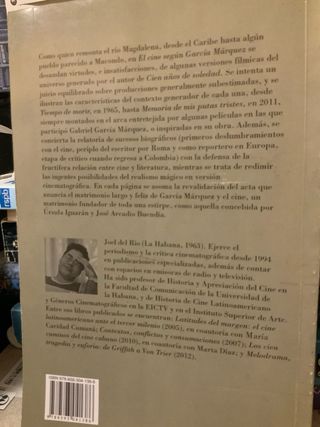 Como quien remonta el río Magdalena, desde el Caribe hasta algún
pueblo parecido a Macondo, en El cine según García Márquez se
desandan virtudes, e insatisfacciones, de algunas versiones fílmicas del
universo generado por el autor de Cien años de soledad. Se intenta un
juicio equilibrado sobre producciones generalmente subestimadas, y se
ilustran las características del contexto generador de cada una, desde
Tiempo de morir, en 1965, hasta Memoria de mis putas tristes, en 2011,
siempre montados en el arca entretejida por algunas películas en las que
participó Gabriel García Márquez, o inspiradas en su obra. Además, se
concierta la relatoría de sucesos biográficos (primeros deslumbramientos
con el cine, periplo del escritor por Roma y como reportero en Europa,
etapa de crítico cuando regresa a Colombia) con la defensa de la
fructífera relación entre cine y literatura, mientras se trata de redimir
las ingentes posibilidades del realismo mágico en versión
cinematográfica. En cada página se asoma la revalidación del acta que
anuncia el matrimonio largo y feliz de García Márquez y el cine, un
matrimonio fundador de toda una estirpe, como aquella concebida por
Úrsula Iguarán y José Arcadio Buendía.
Joel del Río (La Habana, 1963). Ejerce el
periodismo y la crítica cinematográfica desde 1994
en publicaciones especializadas, además de contar
con espacios en emisoras de radio y televisión.
Ha sido profesor de Historia y Apreciación del Cine en
la Facultad de Comunicación de la Universidad de
la Habana, y de Historia de Cine Latinoamericano
y Géneros Cinematográficos en la EICTV y en el Instituto Superior de Arte.
Entre sus libros publicados se encuentran: Latitudes del margen: el cine
latinoamericano ante el tercer milenio (2005), en coautoría con María
Caridad Cumaná; Contextos, conflictos y consumaciones (2007); Los cien
caminos del cine cubano (2010), en coautoría con Marta Díaz, y Melodrama,
tragedia y euforia: de Griffith a Von Trier (2012).